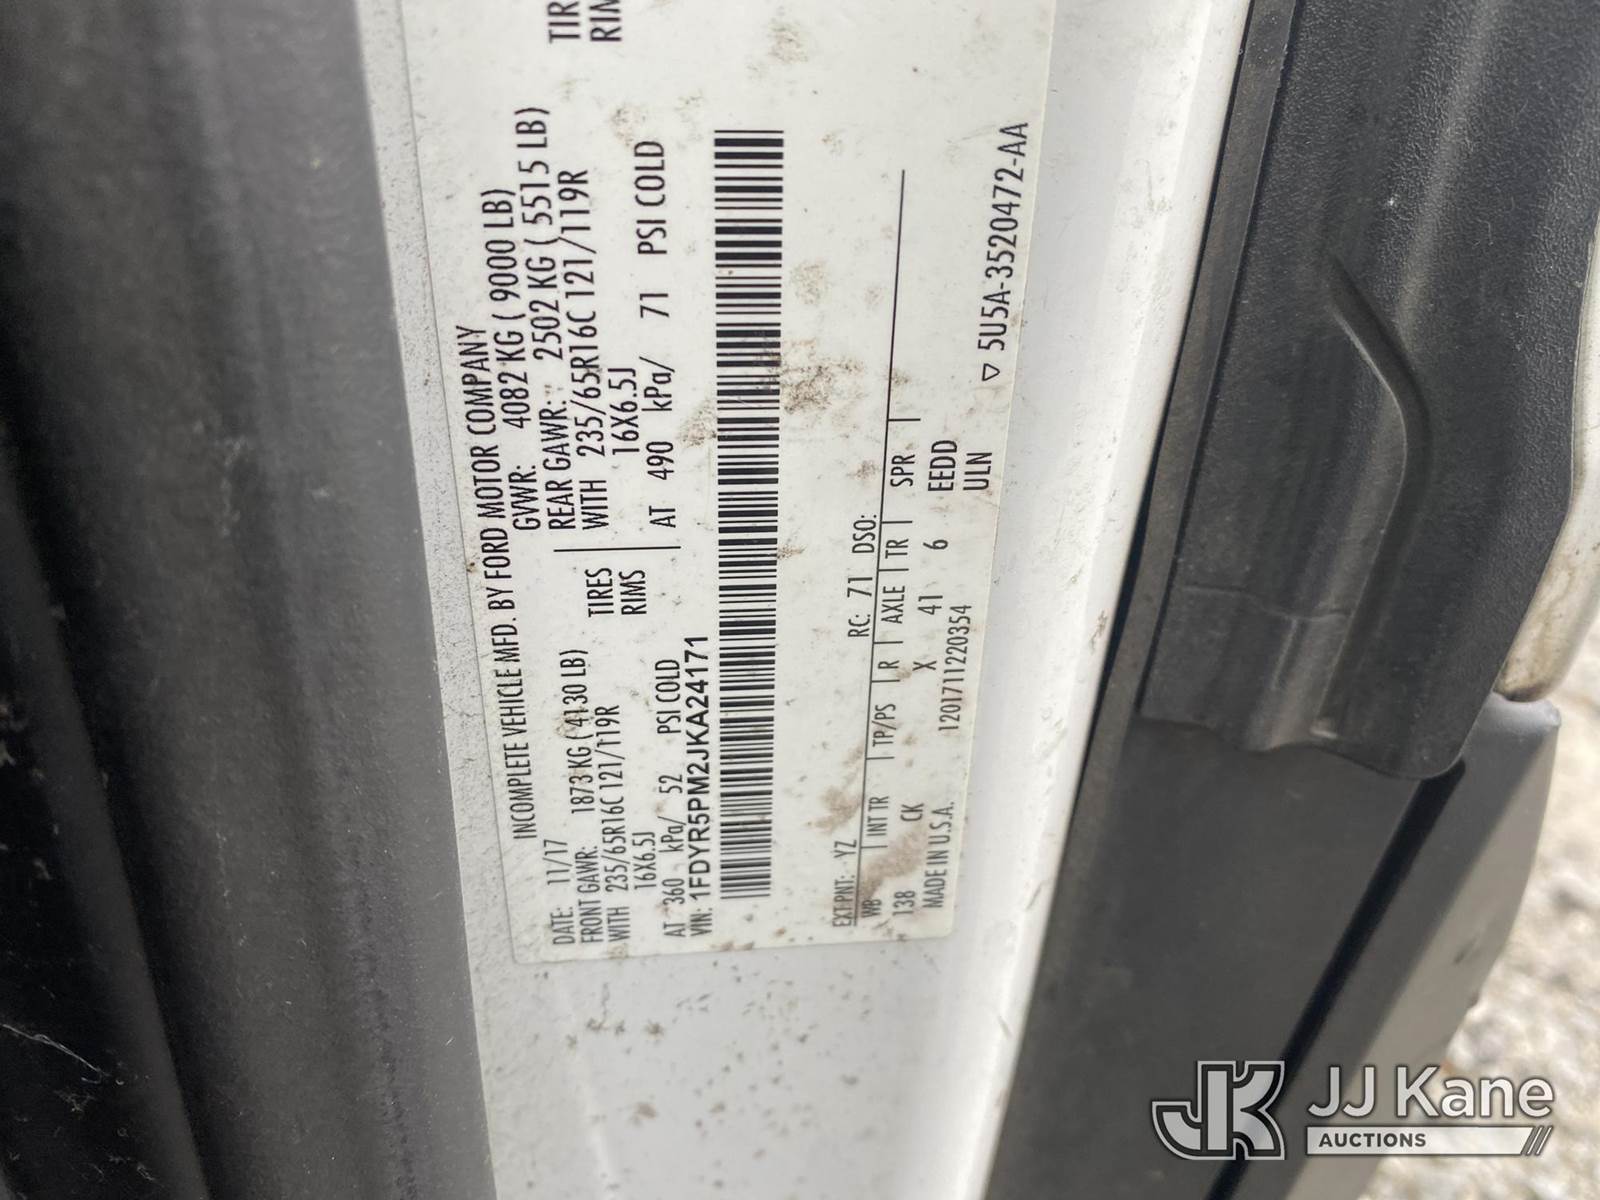 INCOMPLETE VEHICLE MFD. BY FORD MOTOR COMPANY
DATE: 11/17 GVWR: 4082 KG ( 9000 LB)
FRONT GAWR: 1873 KG ( 4130 LB) REAR GAWR: 2502 KG ( 5515 LB)
WITH 235/65R16C 121/119R TIRES WITH 235/65R16C 121/119R TIR
16X6.5J RIMS 16X6.5J RIM
AT 360 kPa/ 52 PSI COLD AT 490 kPa/ 71 PSI COLD
VIN: 1FDYR5PM2JKA24171
EXT PNT: YZ RC: 71 DSO:
WB INT TR TP/PS R AXLE TR SPR
138 CK X 41 6 EEDD
MADE IN U.S.A. 120171122035​4 ULN
▽ 5U5A-3520472-AA
JK JJ Kane
AUCTIONS